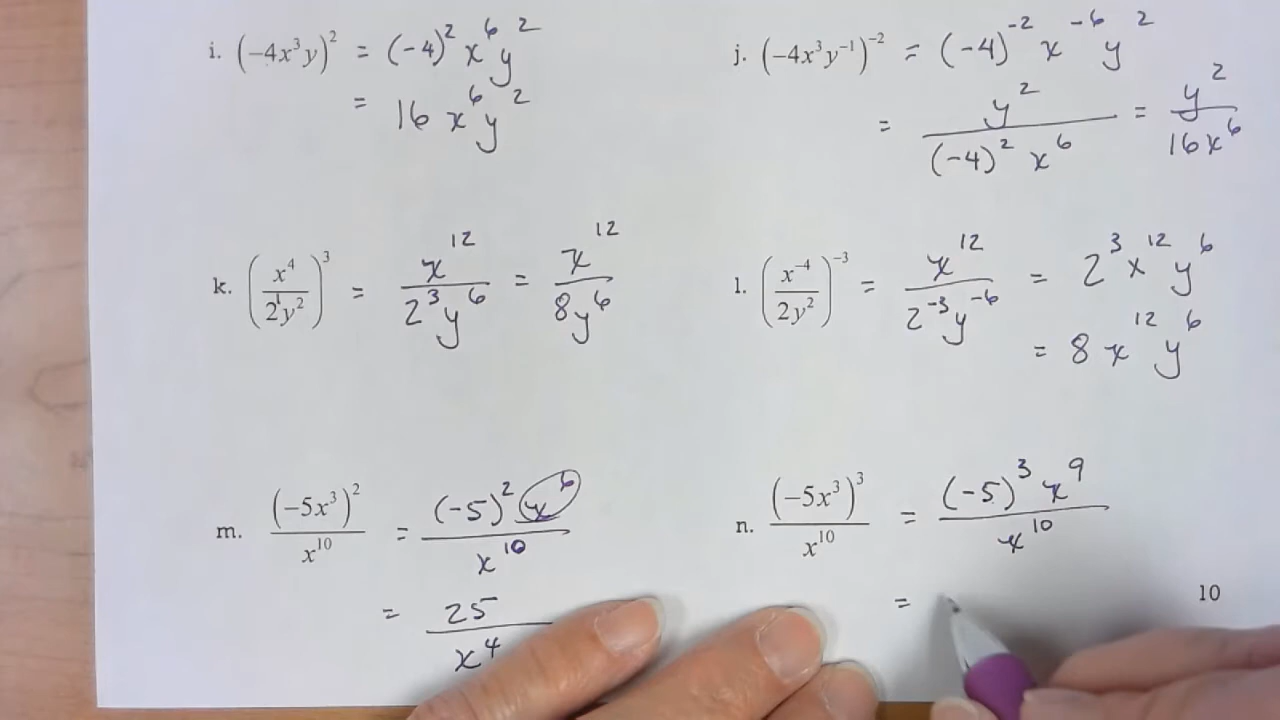 i. (−4x³y)² = (−4)² x⁶ y²
= 16 x⁶ y²
j. (−4x³y⁻¹)⁻² = (−4)⁻² x⁻⁶ y²
= y² / (−4)² x⁶ = y² / 16x⁶
k. (x⁴ / 2¹y²)³ = x¹² / 2³y⁶ = x¹² / 8y⁶
l. (x⁻⁴ / 2y²)⁻³ = x¹² / 2⁻³y⁻⁶ = 2³ x¹² y⁶
= 8 x¹² y⁶
m. (−5x³)² / x¹⁰ = (−5)² x⁶ / x¹⁰
= 25 / x⁴
n. (−5x³)³ / x¹⁰ = (−5)³ x⁹ / x¹⁰
=
10